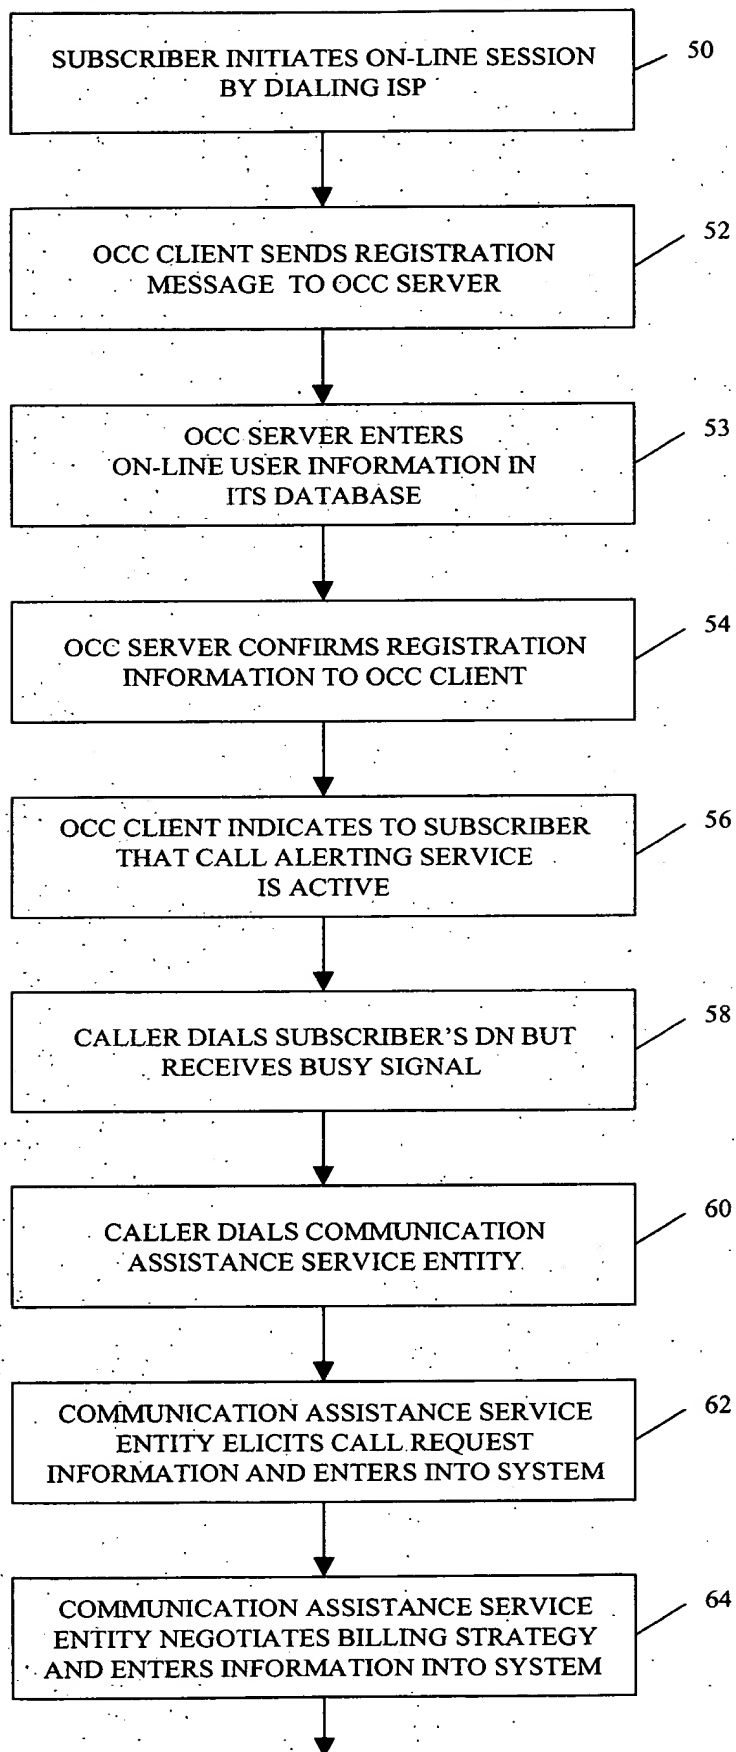 SUBSCRIBER INITIATES ON-LINE SESSION
BY DIALING ISP
50
OCC CLIENT SENDS REGISTRATION
MESSAGE TO OCC SERVER
52
OCC SERVER ENTERS
ON-LINE USER INFORMATION IN
ITS DATABASE
53
OCC SERVER CONFIRMS REGISTRATION
INFORMATION TO OCC CLIENT
54
OCC CLIENT INDICATES TO SUBSCRIBER
THAT CALL ALERTING SERVICE
IS ACTIVE
56
CALLER DIALS SUBSCRIBER'S DN BUT
RECEIVES BUSY SIGNAL
58
CALLER DIALS COMMUNICATION
ASSISTANCE SERVICE ENTITY
60
COMMUNICATION ASSISTANCE SERVICE
ENTITY ELICITS CALL REQUEST
INFORMATION AND ENTERS INTO SYSTEM
62
COMMUNICATION ASSISTANCE SERVICE
ENTITY NEGOTIATES BILLING STRATEGY
AND ENTERS INFORMATION INTO SYSTEM
64